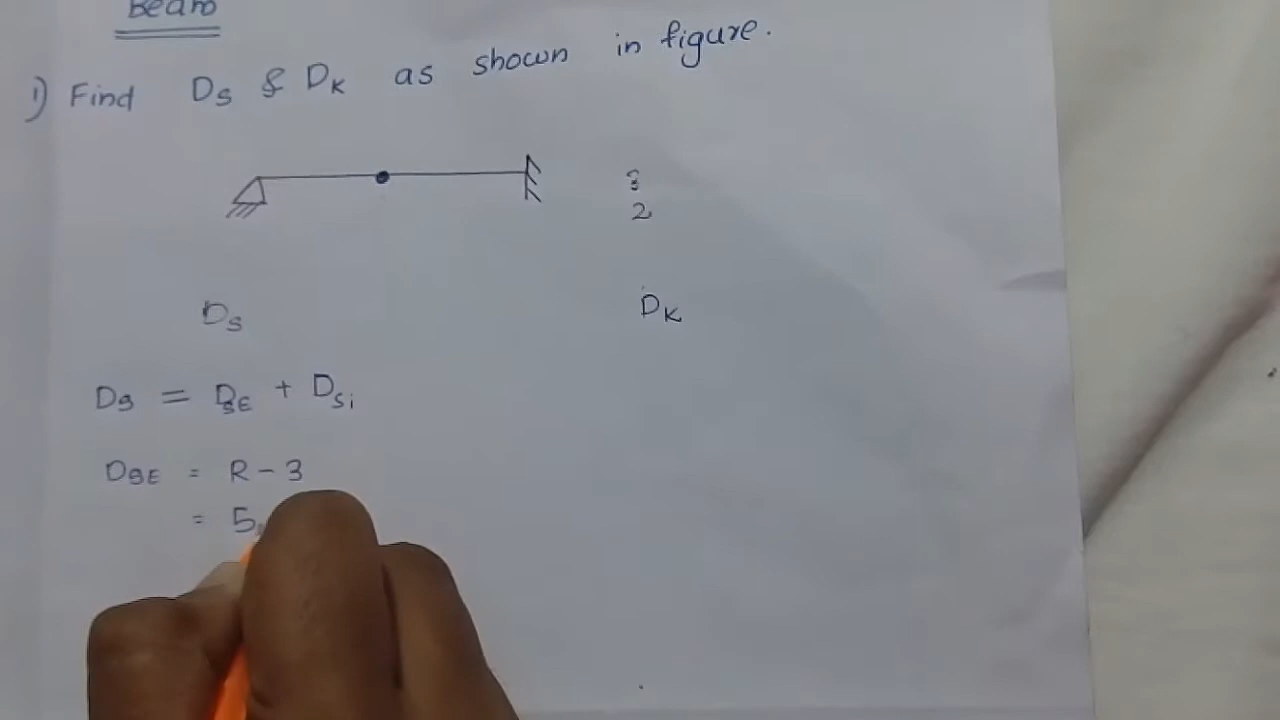 Beam
1) Find Ds & DK as shown in figure.
3
2
Ds
DK
Ds = DsE + Dsi
DsE = R - 3
= 5